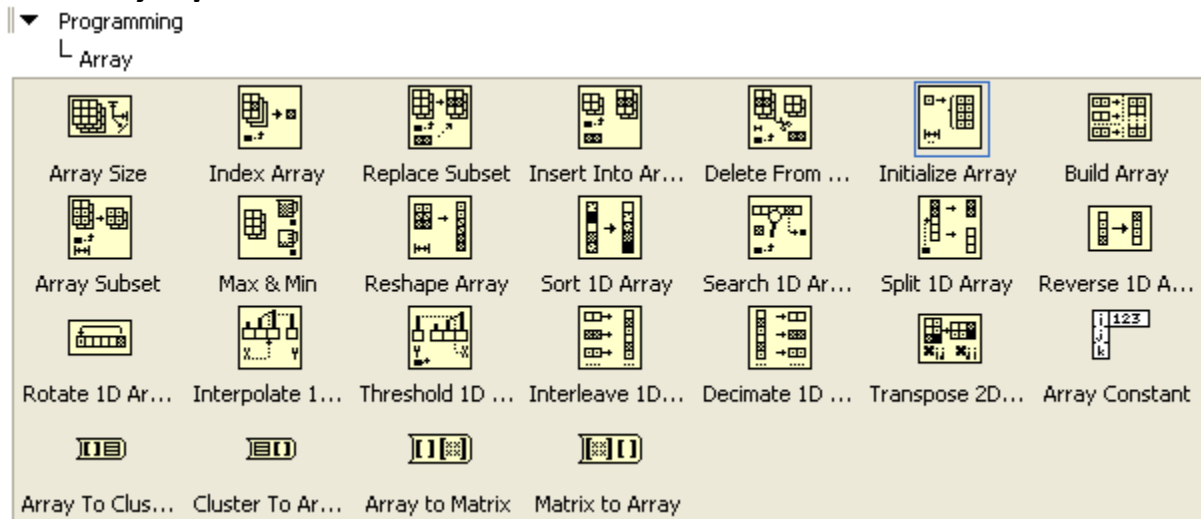 Programming
Array
Array Size Index Array Replace Subset Insert Into Ar... Delete From ... Initialize Array Build Array
Array Subset Max & Min Reshape Array Sort 1D Array Search 1D Ar... Split 1D Array Reverse 1D A...
123
Rotate 1D Ar... Interpolate 1... Threshold 1D ... Interleave 1D... Decimate 1D ... Transpose 2D... Array Constant
Array To Clus... Cluster To Ar... Array to Matrix Matrix to Array